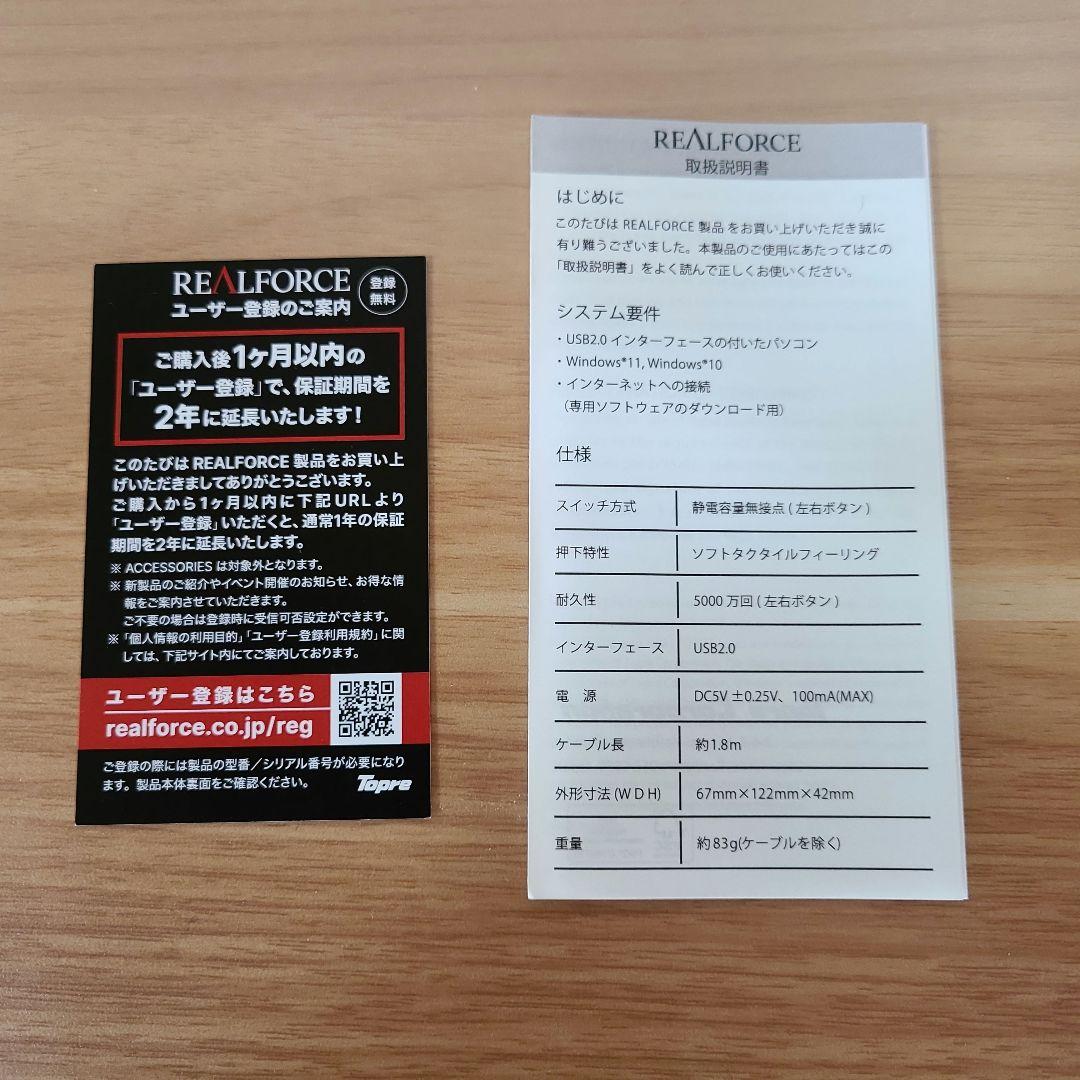 REALFORCE
ユーザー登録のご案内
登録
無料
ご購入後1ヶ月以内の
「ユーザー登録」で、保証期間を
2年に延長いたします!
このたびは REALFORCE 製品をお買い上
げいただきましてありがとうございます。
ご購入から1ヶ月以内に下記URLより
「ユーザー登録」いただくと、通常1年の保証
期間を2年に延長いたします。
※ ACCESSORIES は対象外となります。
※ 新製品のご紹介やイベント開催のお知らせ、お得な情
報をご案内させていただきます。
ご不要の場合は登録時に受信可否設定ができます。
※「個人情報の利用目的」「ユーザー登録利用規約」に関
しては、下記サイト内にてご案内しております。
ユーザー登録はこちら
realforce.co.jp/reg
ご登録の際には製品の型番/シリアル番号が必要になり
ます。製品本体裏面をご確認ください。
Topre
REALFORCE
取扱説明書
はじめに
このたびは REALFORCE 製品 をお買い上げいただき誠に
有り難うございました。本製品のご使用にあたってはこの
「取扱説明書」をよく読んで正しくお使いください。
システム要件
・USB2.0 インターフェースの付いたパソコン
・Windows®11, Windows®10
・インターネットへの接続
(専用ソフトウェアのダウンロード用)
仕様
スイッチ方式 静電容量無接点 ( 左右ボタン )
押下特性 ソフトタクタイルフィーリング
耐久性 5000 万回 ( 左右ボタン )
インターフェース USB2.0
電 源 DC5V ±0.25V、100mA(MAX)
ケーブル長 約1.8m
外形寸法 (W D H) 67mm×122mm×42mm
重量 約 83g(ケーブルを除く)